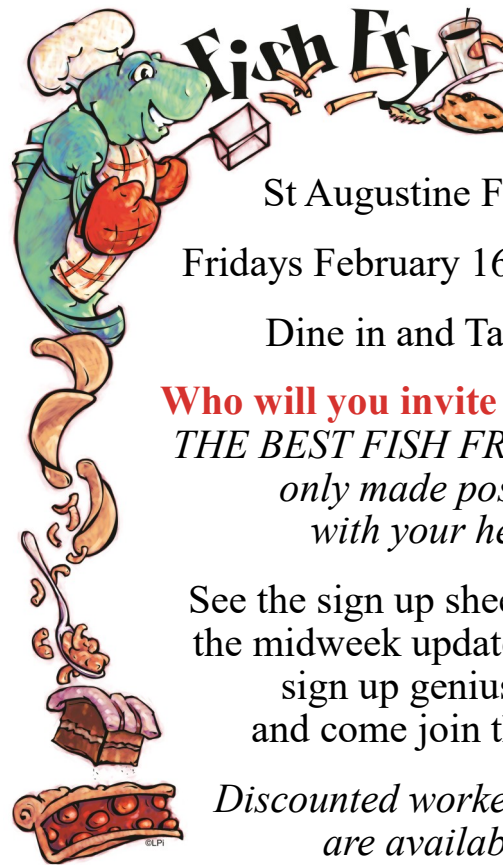 Fish Fry
St Augustine F
Fridays February 16
Dine in and Ta
Who will you invite
THE BEST FISH FR
only made pos
with your he
See the sign up shee
the midweek update
sign up genius
and come join t
Discounted worke
are availab
©LPi